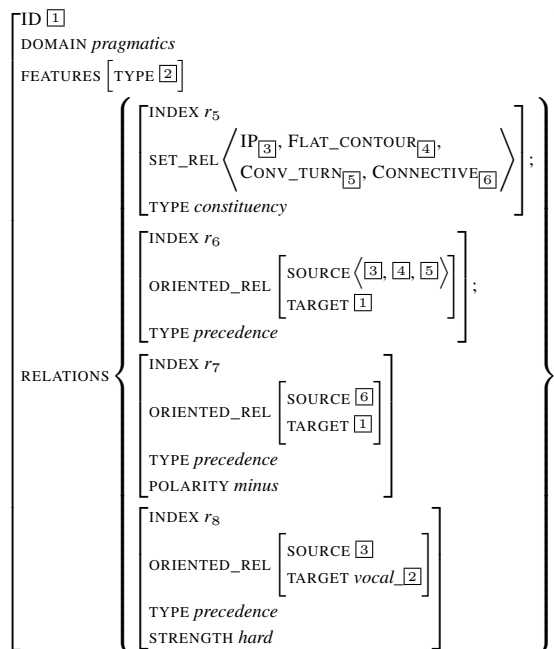 ID 1
DOMAIN pragmatics
FEATURES [TYPE 2]
INDEX r5
SET_REL ⟨IP3, FLAT_CONTOUR4,
CONV_TURN5, CONNECTIVE6⟩ ;
TYPE constituency
INDEX r6
ORIENTED_REL [SOURCE ⟨3, 4, 5⟩
TARGET 1] ;
TYPE precedence
RELATIONS
INDEX r7
ORIENTED_REL [SOURCE 6
TARGET 1]
TYPE precedence
POLARITY minus
INDEX r8
ORIENTED_REL [SOURCE 3
TARGET vocal_2]
TYPE precedence
STRENGTH hard